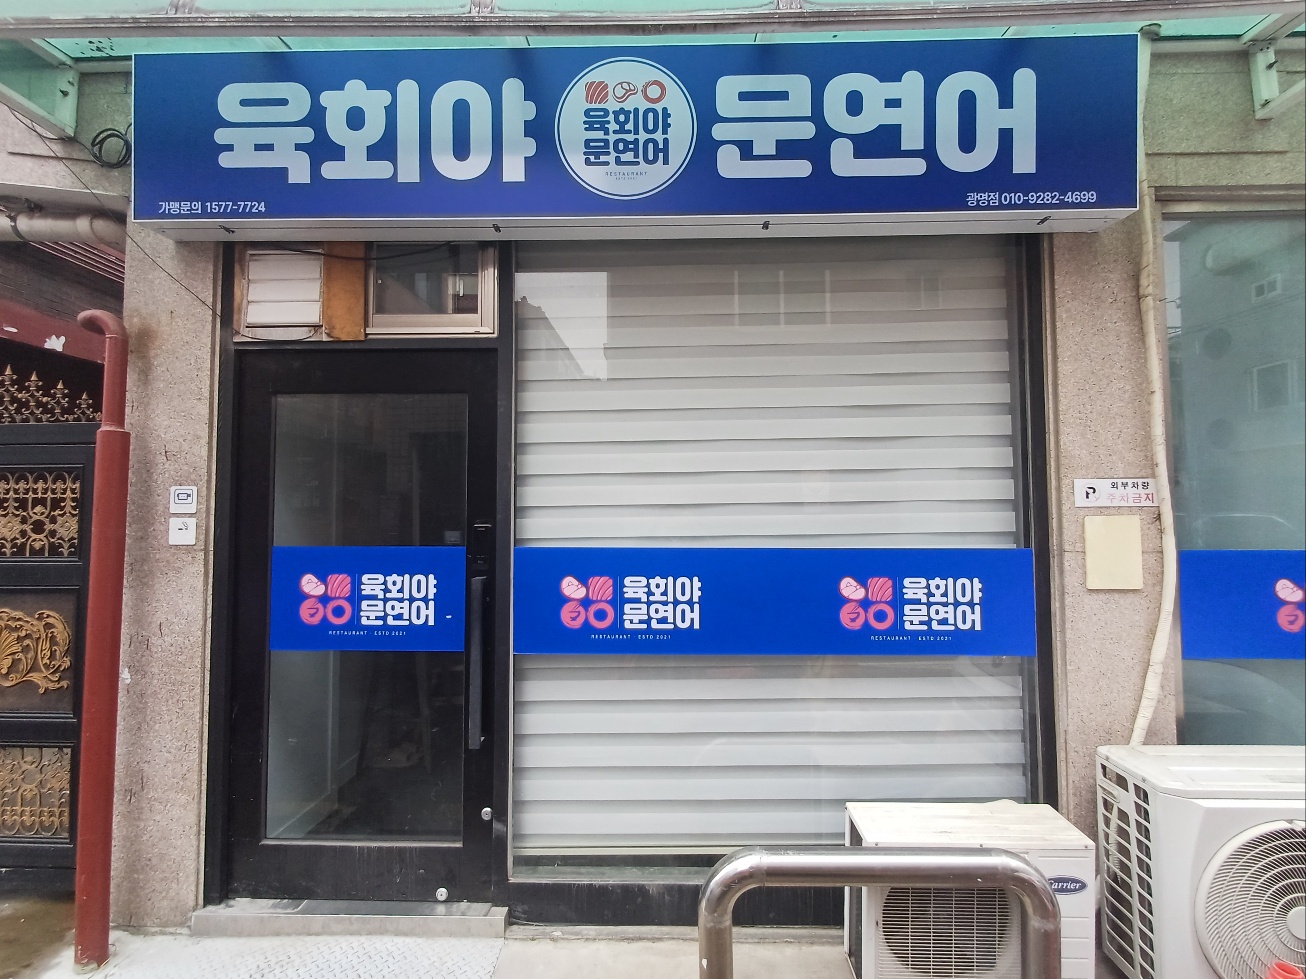 육회야 문연어
육회야
문연어
RESTAURANT
ESTD 2021
가맹문의 1577-7724
광명점 010-9282-4699
외부차량
주차금지
육회야
문연어
RESTAURANT · ESTD 2021
육회야
문연어
RESTAURANT · ESTD 2021
육회야
문연어
RESTAURANT · ESTD 2021
Carrier